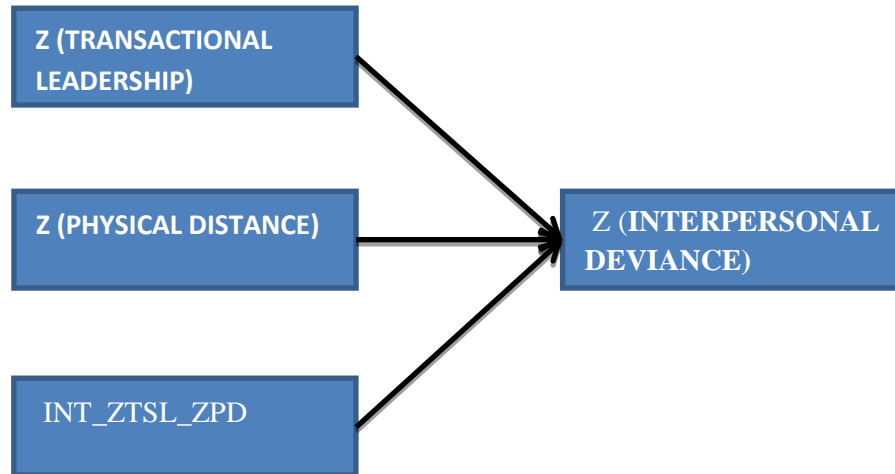 Z (TRANSACTIONAL
LEADERSHIP)
Z (PHYSICAL DISTANCE)
Z (INTERPERSONAL
DEVIANCE)
INT_ZTSL_ZPD